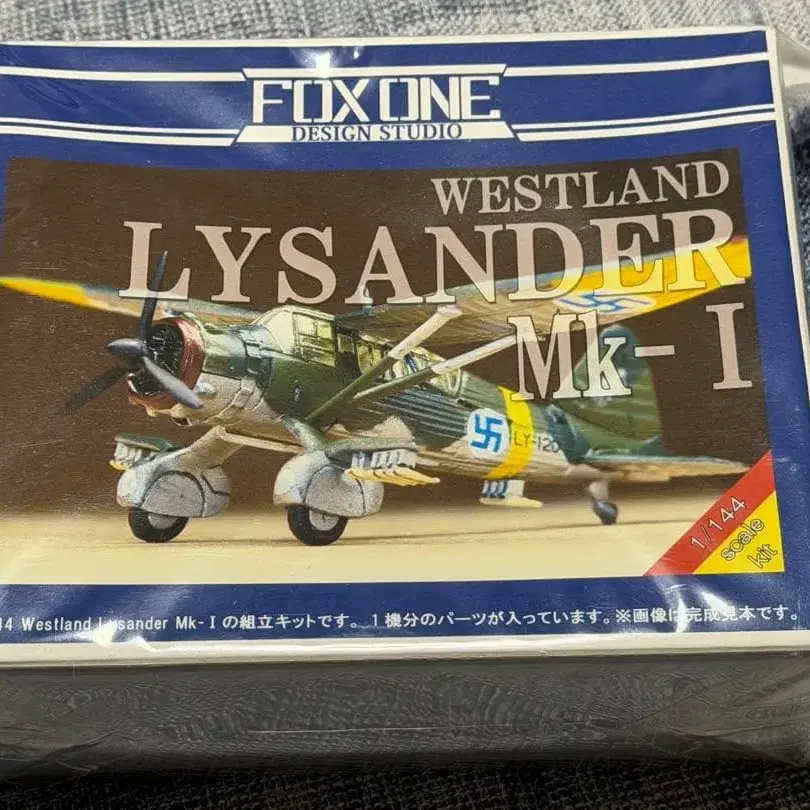 FOX ONE
DESIGN STUDIO
WESTLAND
LYSANDER
Mk-I
LY-120
1/144
scale
kit
44 Westland Lysander Mk-Iの組立キットです。 1機分のパーツが入っています。※画像は完成見本です。